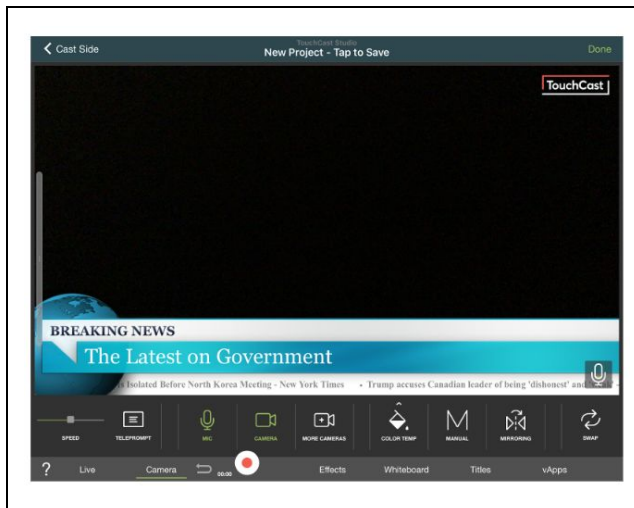 Cast Side
TouchCast Studio
New Project - Tap to Save
Done
TouchCast
BREAKING NEWS
The Latest on Government
Isolated Before North Korea Meeting - New York Times - Trump accuses Canadian leader of being 'dishonest' and
SPEED TELEPROMPT MIC CAMERA MORE CAMERAS COLOR TEMP MANUAL MIRRORING SWAP
? Live Camera 00:00 Effects Whiteboard Titles vApps